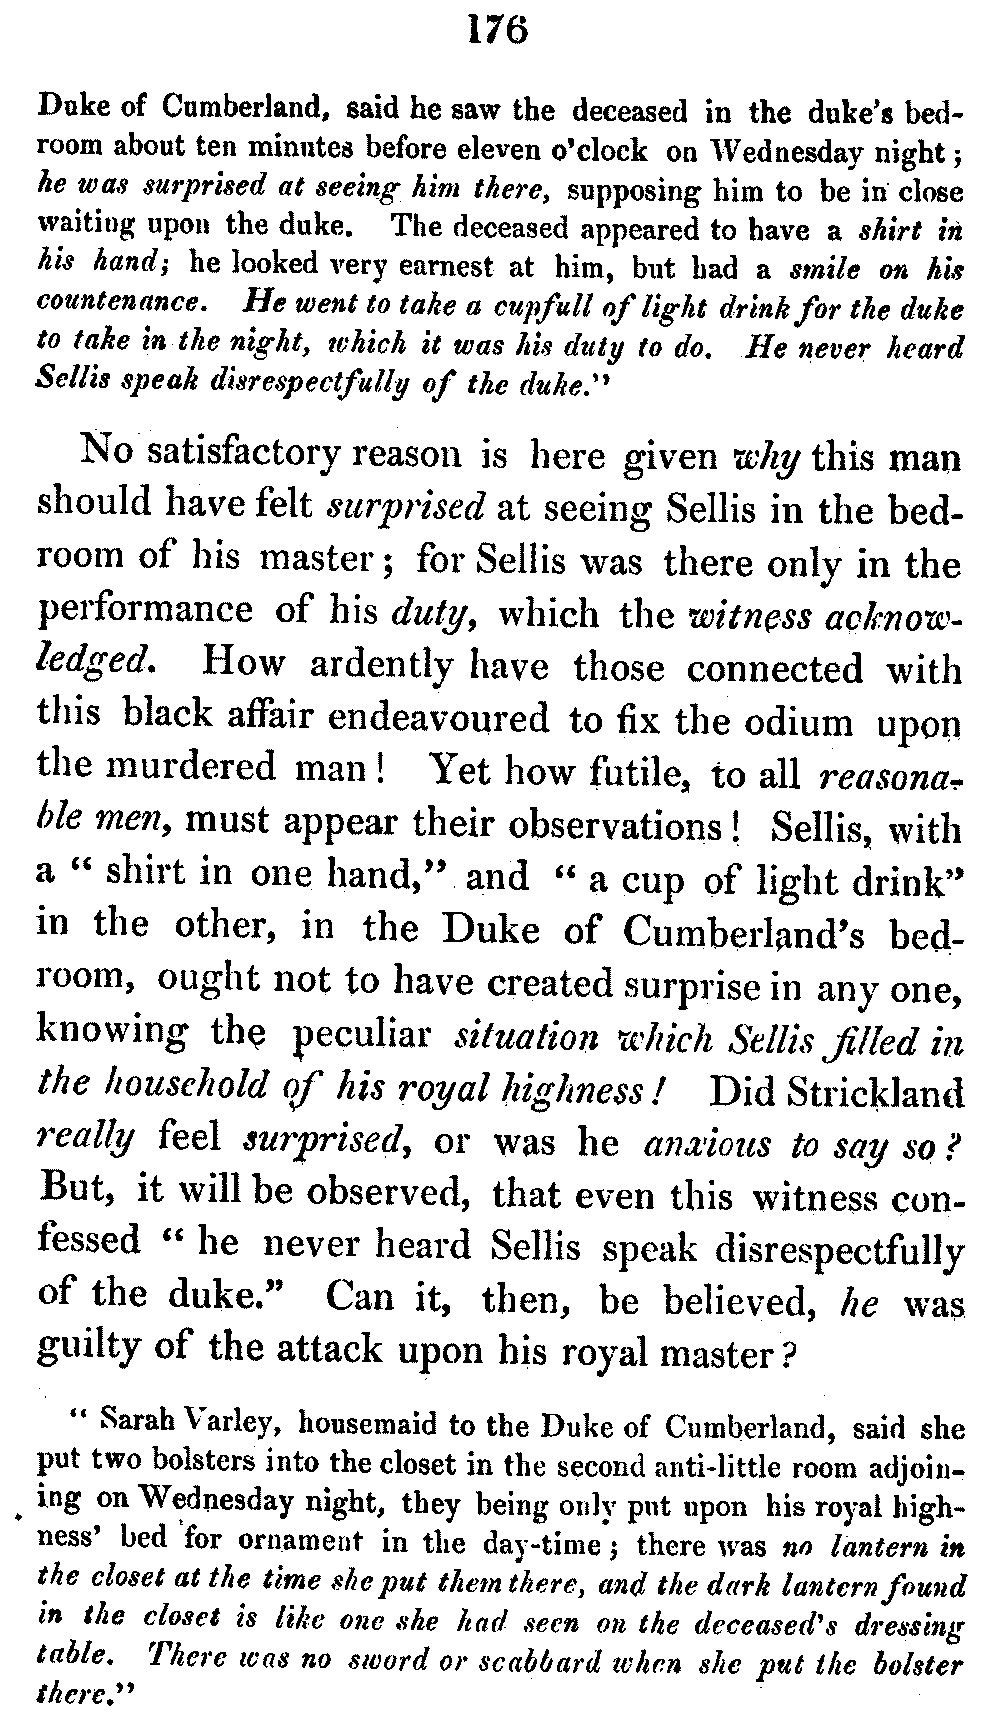 176
Duke of Cumberland, said he saw the deceased in the duke's bed-
room about ten minutes before eleven o'clock on Wednesday night;
he was surprised at seeing him there, supposing him to be in close
waiting upon the duke. The deceased appeared to have a shirt in
his hand; he looked very earnest at him, but had a smile on his
countenance. He went to take a cupfull of light drink for the duke
to take in the night, which it was his duty to do. He never heard
Sellis speak disrespectfully of the duke."
No satisfactory reason is here given why this man
should have felt surprised at seeing Sellis in the bed-
room of his master; for Sellis was there only in the
performance of his duty, which the witness acknow-
ledged. How ardently have those connected with
this black affair endeavoured to fix the odium upon
the murdered man! Yet how futile, to all reasona-
ble men, must appear their observations! Sellis, with
a " shirt in one hand," and " a cup of light drink"
in the other, in the Duke of Cumberland's bed-
room, ought not to have created surprise in any one,
knowing the peculiar situation which Sellis filled in
the household of his royal highness! Did Strickland
really feel surprised, or was he anxious to say so?
But, it will be observed, that even this witness con-
fessed " he never heard Sellis speak disrespectfully
of the duke." Can it, then, be believed, he was
guilty of the attack upon his royal master?
" Sarah Varley, housemaid to the Duke of Cumberland, said she
put two bolsters into the closet in the second anti-little room adjoin-
ing on Wednesday night, they being only put upon his royal high-
ness' bed for ornament in the day-time; there was no lantern in
the closet at the time she put them there, and the dark lantern found
in the closet is like one she had seen on the deceased's dressing
table. There was no sword or scabbard when she put the bolster
there."